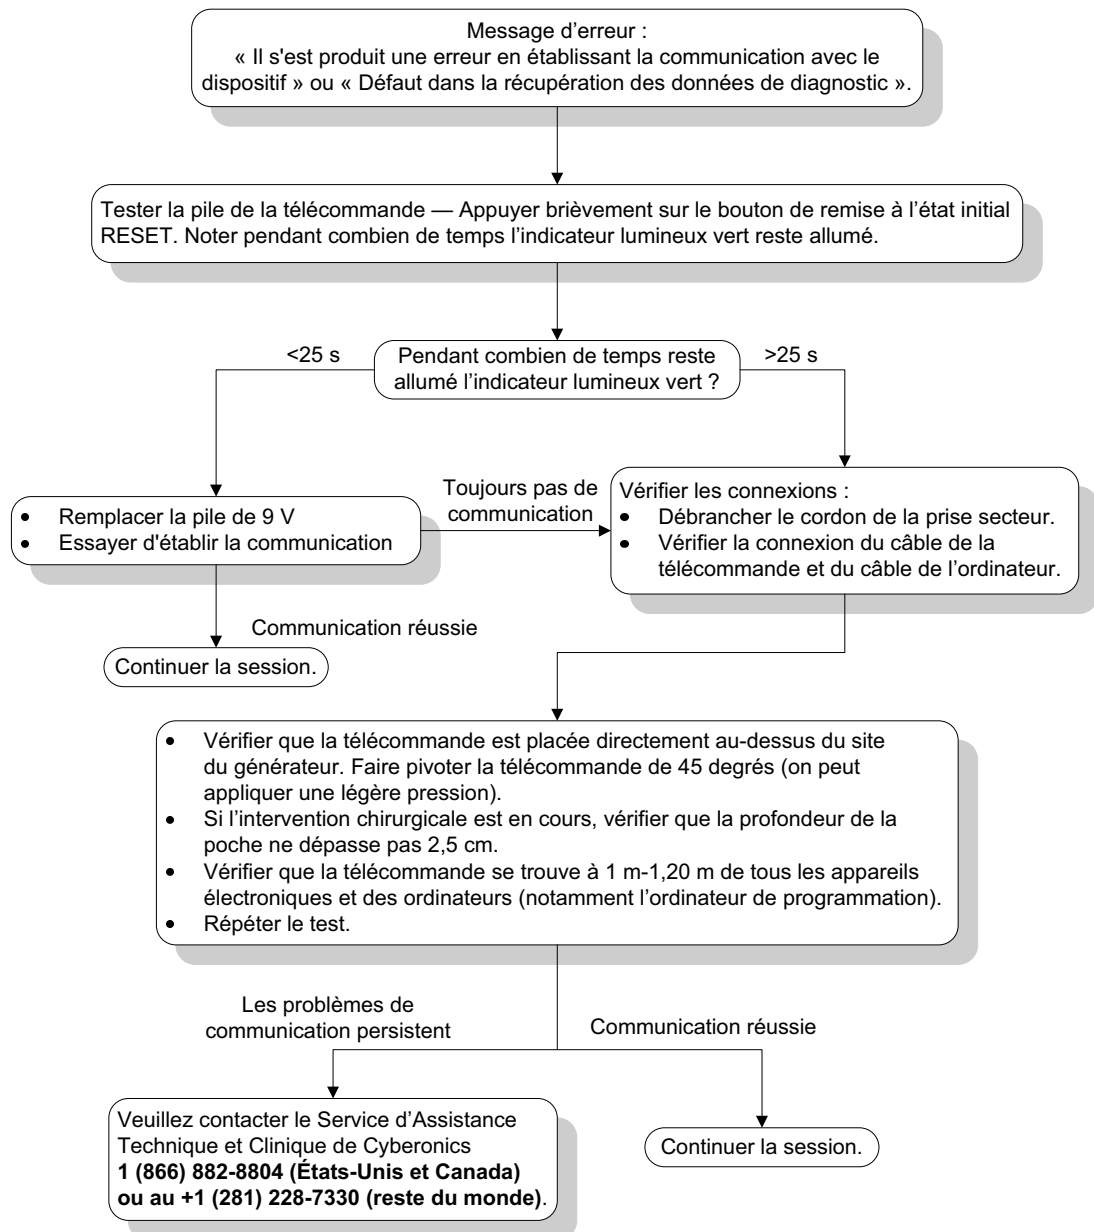 Message d’erreur :
« Il s'est produit une erreur en établissant la communication avec le
dispositif » ou « Défaut dans la récupération des données de diagnostic ».
Tester la pile de la télécommande — Appuyer brièvement sur le bouton de remise à l’état initial
RESET. Noter pendant combien de temps l’indicateur lumineux vert reste allumé.
<25 s
Pendant combien de temps reste
allumé l’indicateur lumineux vert ?
>25 s
• Remplacer la pile de 9 V
• Essayer d'établir la communication
Toujours pas de
communication
Vérifier les connexions :
• Débrancher le cordon de la prise secteur.
• Vérifier la connexion du câble de la
télécommande et du câble de l’ordinateur.
Communication réussie
Continuer la session.
• Vérifier que la télécommande est placée directement au-dessus du site
du générateur. Faire pivoter la télécommande de 45 degrés (on peut
appliquer une légère pression).
• Si l’intervention chirurgicale est en cours, vérifier que la profondeur de la
poche ne dépasse pas 2,5 cm.
• Vérifier que la télécommande se trouve à 1 m-1,20 m de tous les appareils
électroniques et des ordinateurs (notamment l’ordinateur de programmation).
• Répéter le test.
Les problèmes de
communication persistent
Communication réussie
Veuillez contacter le Service d’Assistance
Technique et Clinique de Cyberonics
1 (866) 882-8804 (États-Unis et Canada)
ou au +1 (281) 228-7330 (reste du monde).
Continuer la session.